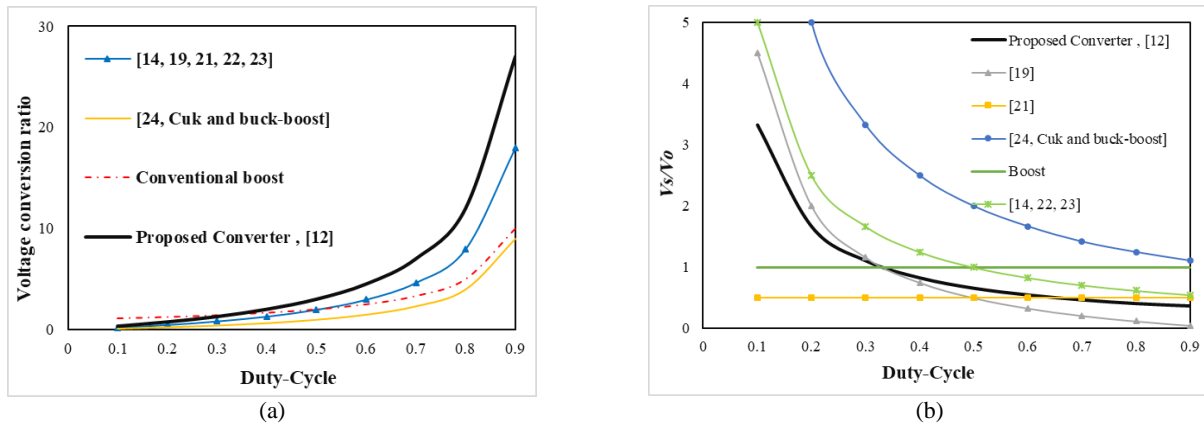 30
20
10
0
0
0.1
0.2
0.3
0.4
0.5
0.6
0.7
0.8
0.9
Voltage conversion ratio
Duty-Cycle
[14, 19, 21, 22, 23]
[24, Cuk and buck-boost]
Conventional boost
Proposed Converter , [12]
(a)
5
4
3
2
1
0
0
0.1
0.2
0.3
0.4
0.5
0.6
0.7
0.8
0.9
Vs/Vo
Duty-Cycle
Proposed Converter , [12]
[19]
[21]
[24, Cuk and buck-boost]
Boost
[14, 22, 23]
(b)